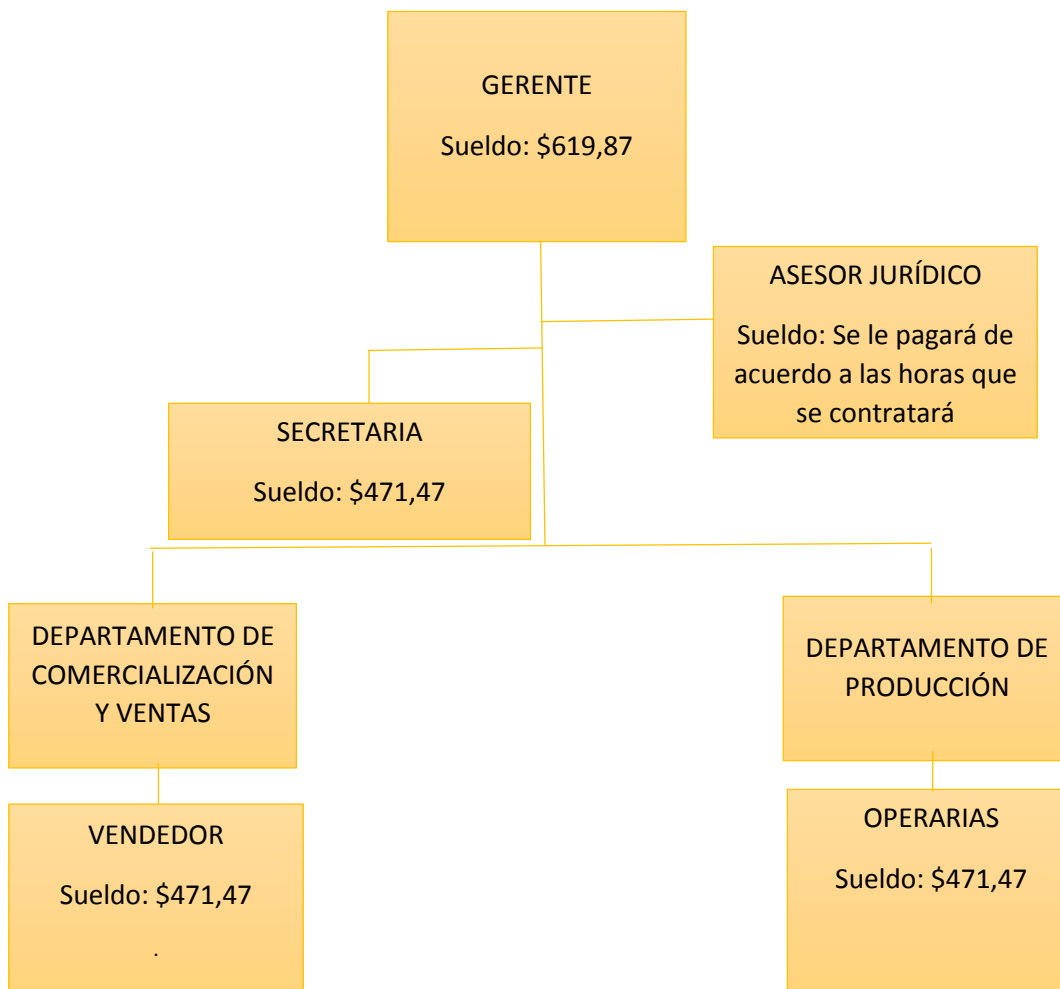 GERENTE
Sueldo: $619,87
ASESOR JURÍDICO
Sueldo: Se le pagará de
acuerdo a las horas que
se contratará
SECRETARIA
Sueldo: $471,47
DEPARTAMENTO DE
COMERCIALIZACIÓN
Y VENTAS
DEPARTAMENTO DE
PRODUCCIÓN
VENDEDOR
Sueldo: $471,47
.
OPERARIAS
Sueldo: $471,47